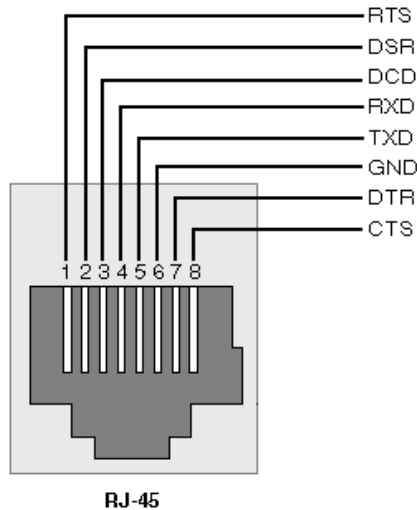 RTS
DSR
DCD
RXD
TXD
GND
DTR
CTS
1 2 3 4 5 6 7 8
RJ-45